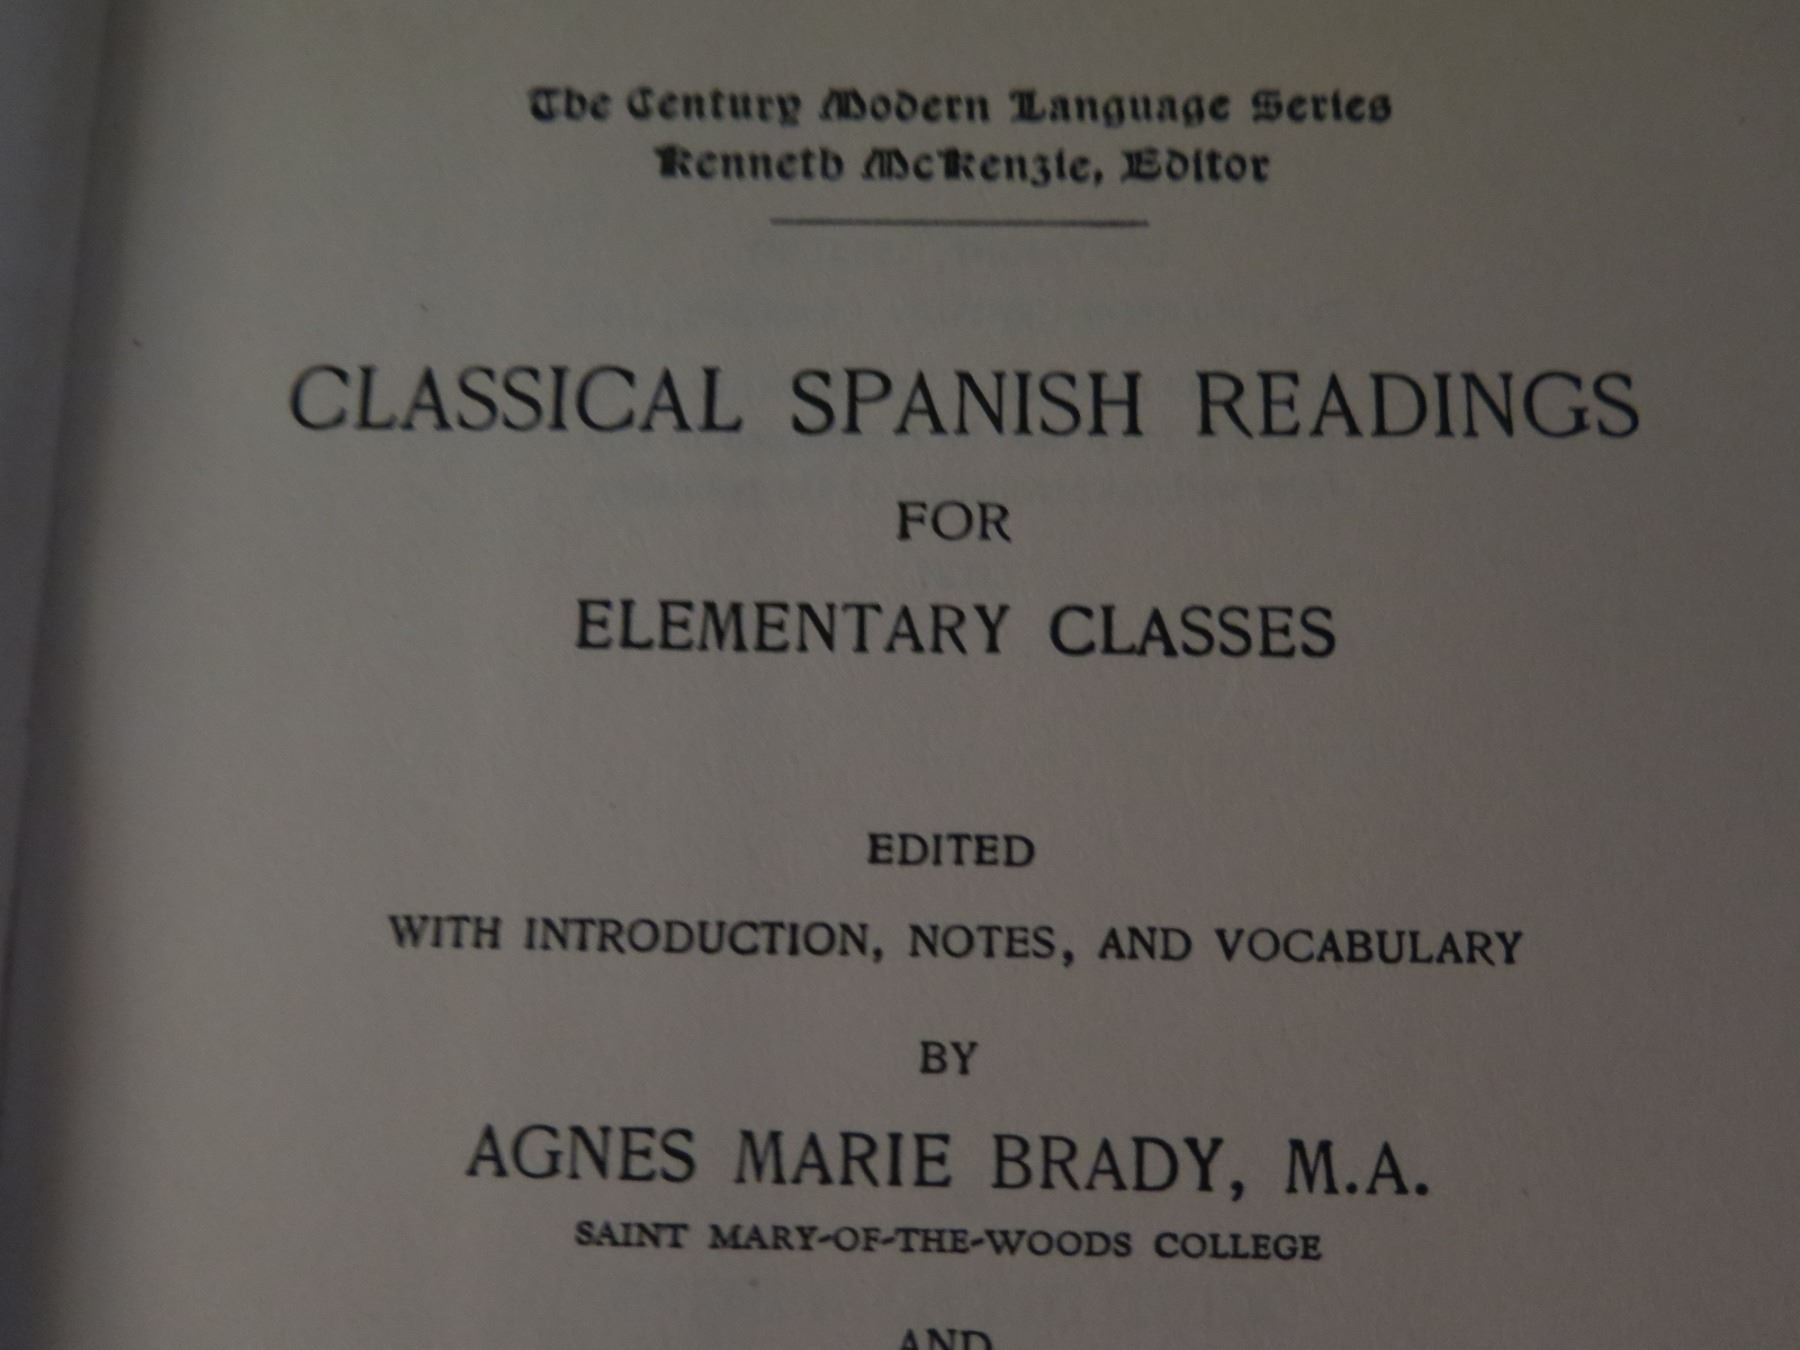 The Century Modern Language Series
Kenneth McKenzie, Editor
CLASSICAL SPANISH READINGS
FOR
ELEMENTARY CLASSES
EDITED
WITH INTRODUCTION, NOTES, AND VOCABULARY
BY
AGNES MARIE BRADY, M.A.
SAINT MARY-OF-THE-WOODS COLLEGE
AND